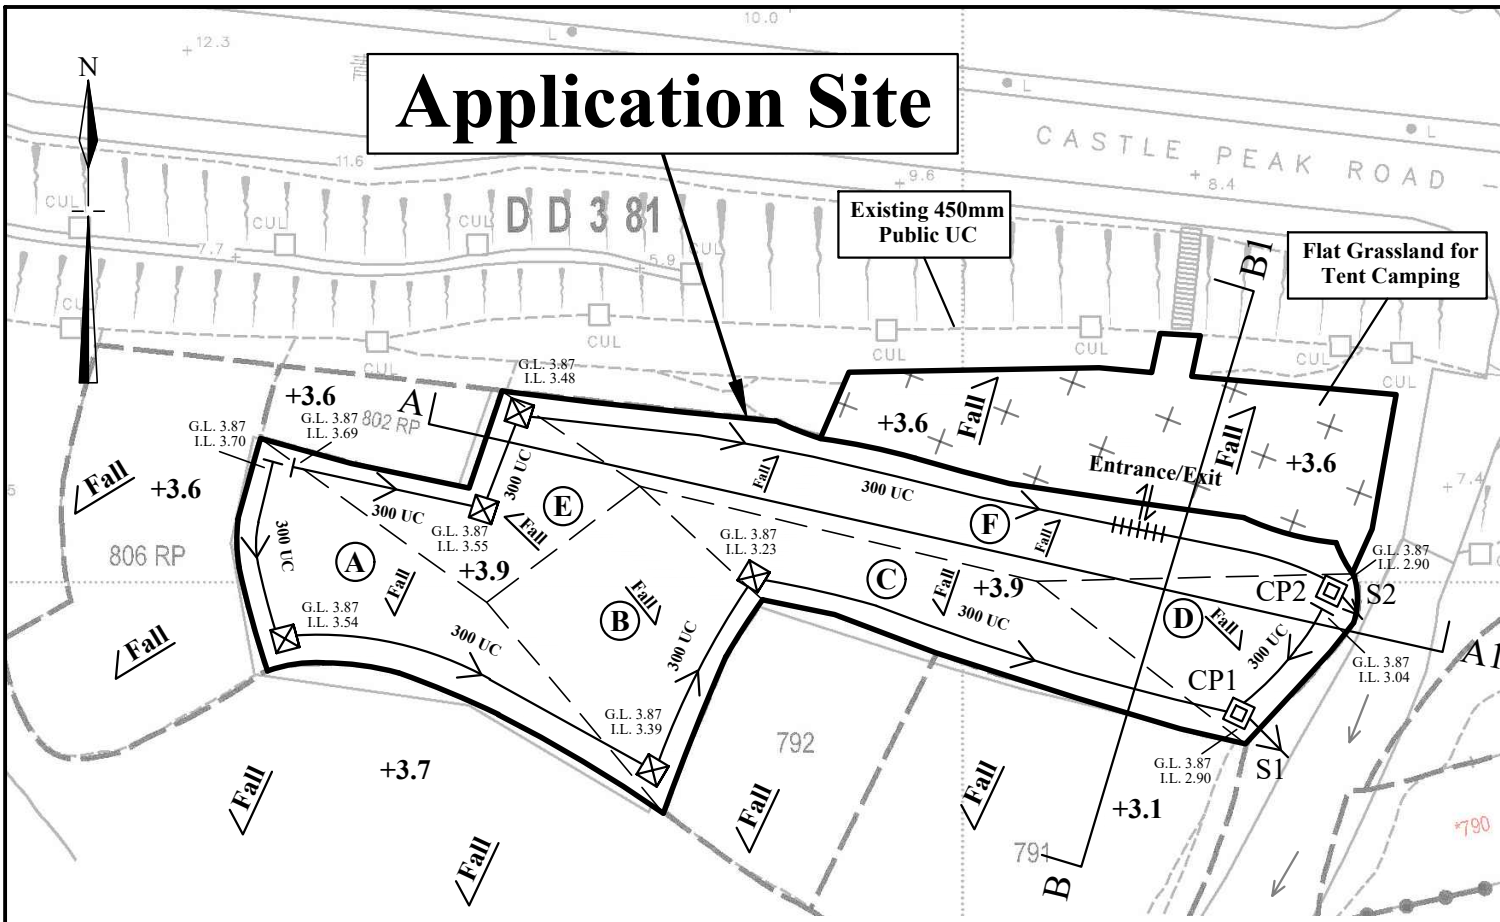 10.0
12.3
N
L
Application Site
L
CASTLE PEAK ROAD
L
11.6
9.6
8.4
CUL
CUL
CUL
DD 381
Existing 450mm
Public UC
B1
Flat Grassland for
Tent Camping
7.7
5.9
CUL
CUL
CUL
CUL
CUL
CUL
CUL
CUL
G.L. 3.87
I.L. 3.48
+3.6
A
802 RP
G.L. 3.87
I.L. 3.70
G.L. 3.87
I.L. 3.69
+3.6
Fall
Fall
+3.6
Fall
+3.6
Entrance/Exit
7.4
300 UC
300 UC
Fall
300 UC
E
F
300 UC
G.L. 3.87
I.L. 3.55
Fall
G.L. 3.87
I.L. 3.23
Fall
G.L. 3.87
I.L. 2.90
806 RP
A
+3.9
Fall
Fall
C
Fall
+3.9
CP2
S2
G.L. 3.87
I.L. 3.54
B
D
Fall
Fall
300 UC
300 UC
300 UC
300 UC
A1
G.L. 3.87
I.L. 3.04
CP1
G.L. 3.87
I.L. 3.39
792
G.L. 3.87
I.L. 2.90
S1
+3.7
Fall
Fall
Fall
+3.1
*790
Fall
791
B